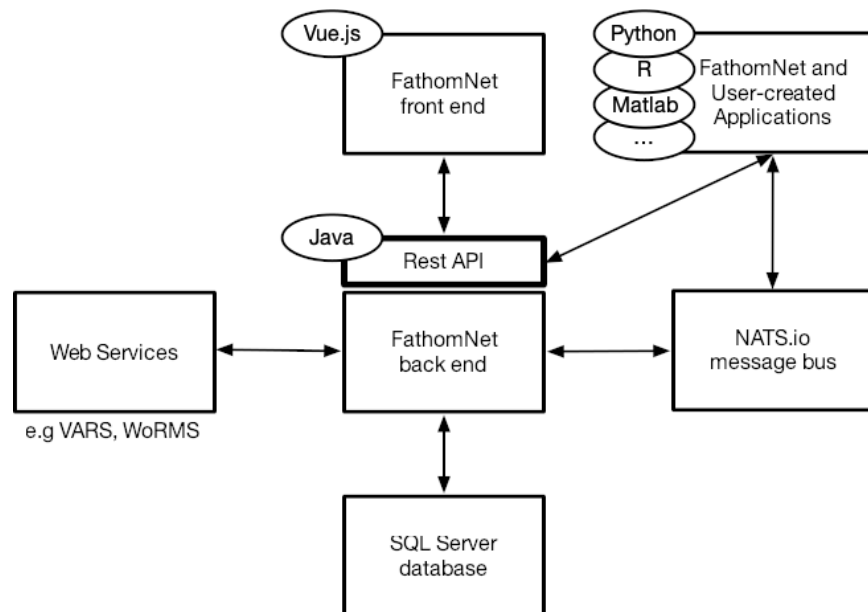 Vue.js
FathomNet
front end
Python
R
Matlab
...
FathomNet and
User-created
Applications
Java
Rest API
Web Services
e.g VARS, WoRMS
FathomNet
back end
NATS.io
message bus
SQL Server
database